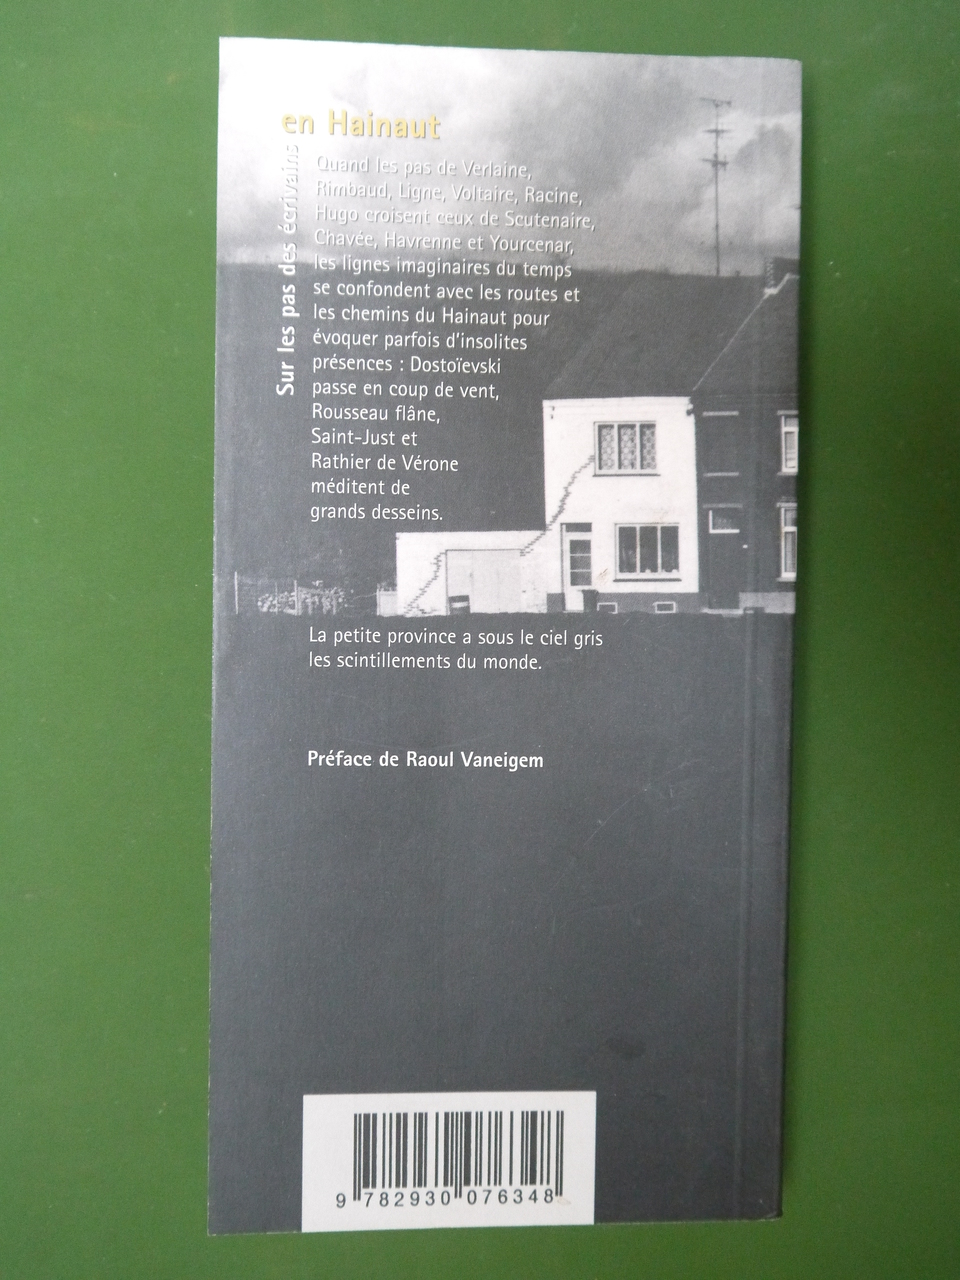 en Hainaut
Sur les pas des écrivains
Quand les pas de Verlaine,
Rimbaud, Ligne, Voltaire, Racine,
Hugo croisent ceux de Scutenaire,
Chavée, Havrenne et Yourcenar,
les lignes imaginaires du temps
se confondent avec les routes et
les chemins du Hainaut pour
évoquer parfois d'insolites
présences : Dostoïevski
passe en coup de vent,
Rousseau flâne,
Saint-Just et
Rathier de Vérone
méditent de
grands desseins.
La petite province a sous le ciel gris
les scintillements du monde.
Préface de Raoul Vaneigem
9 782930 076348